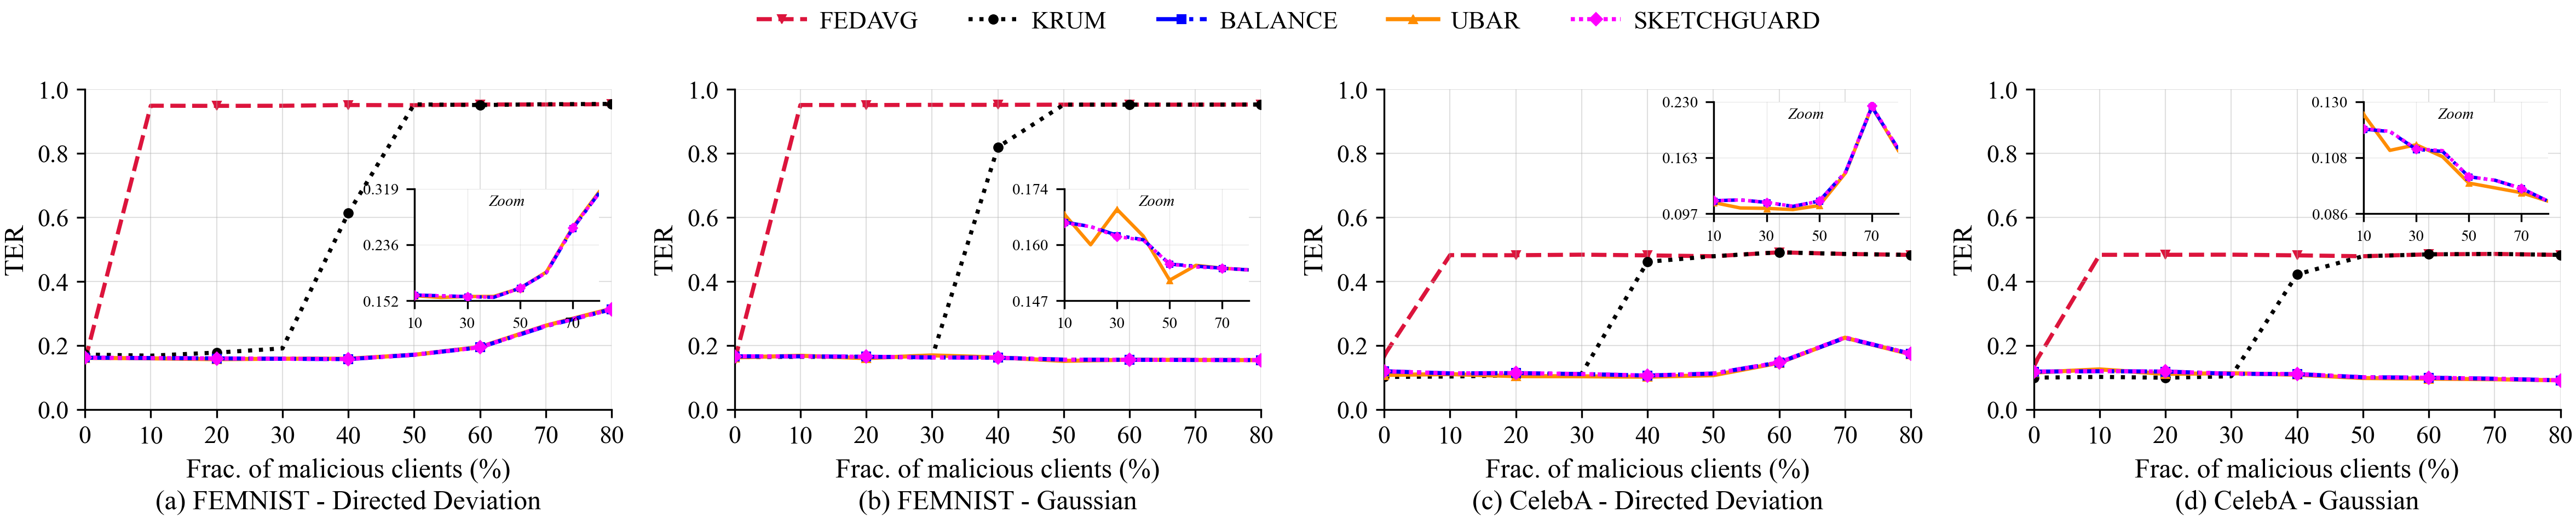 FEDAVG KRUM BALANCE UBAR SKETCHGUARD
TER
1.0
0.8
0.6
0.4
0.2
0.0
0 10 20 30 40 50 60 70 80
Zoom
0.319
0.236
0.152
10 30 50 70
Frac. of malicious clients (%)
(a) FEMNIST - Directed Deviation
TER
1.0
0.8
0.6
0.4
0.2
0.0
0 10 20 30 40 50 60 70 80
Zoom
0.174
0.160
0.147
10 30 50 70
Frac. of malicious clients (%)
(b) FEMNIST - Gaussian
TER
1.0
0.8
0.6
0.4
0.2
0.0
0 10 20 30 40 50 60 70 80
Zoom
0.230
0.163
0.097
10 30 50 70
Frac. of malicious clients (%)
(c) CelebA - Directed Deviation
TER
1.0
0.8
0.6
0.4
0.2
0.0
0 10 20 30 40 50 60 70 80
Zoom
0.130
0.108
0.086
10 30 50 70
Frac. of malicious clients (%)
(d) CelebA - Gaussian